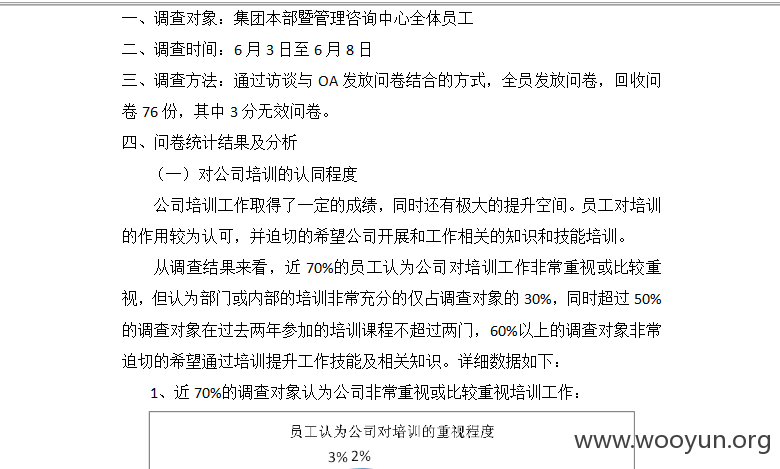 一、调查对象：集团本部暨管理咨询中心全体员工
二、调查时间：6 月 3 日至 6 月 8 日
三、调查方法：通过访谈与 OA 发放问卷结合的方式，全员发放问卷，回收问
卷 76 份，其中 3 分无效问卷。
四、问卷统计结果及分析
（一）对公司培训的认同程度
公司培训工作取得了一定的成绩，同时还有极大的提升空间。员工对培训
的作用较为认可，并迫切的希望公司开展和工作相关的知识和技能培训。
从调查结果来看，近 70%的员工认为公司对培训工作非常重视或比较重
视，但认为部门或内部的培训非常充分的仅占调查对象的 30%，同时超过 50%
的调查对象在过去两年参加的培训课程不超过两门，60%以上的调查对象非常
迫切的希望通过培训提升工作技能及相关知识。详细数据如下：
1、近 70%的调查对象认为公司非常重视或比较重视培训工作：
员工认为公司对培训的重视程度
3% 2%
www.wooyun.org